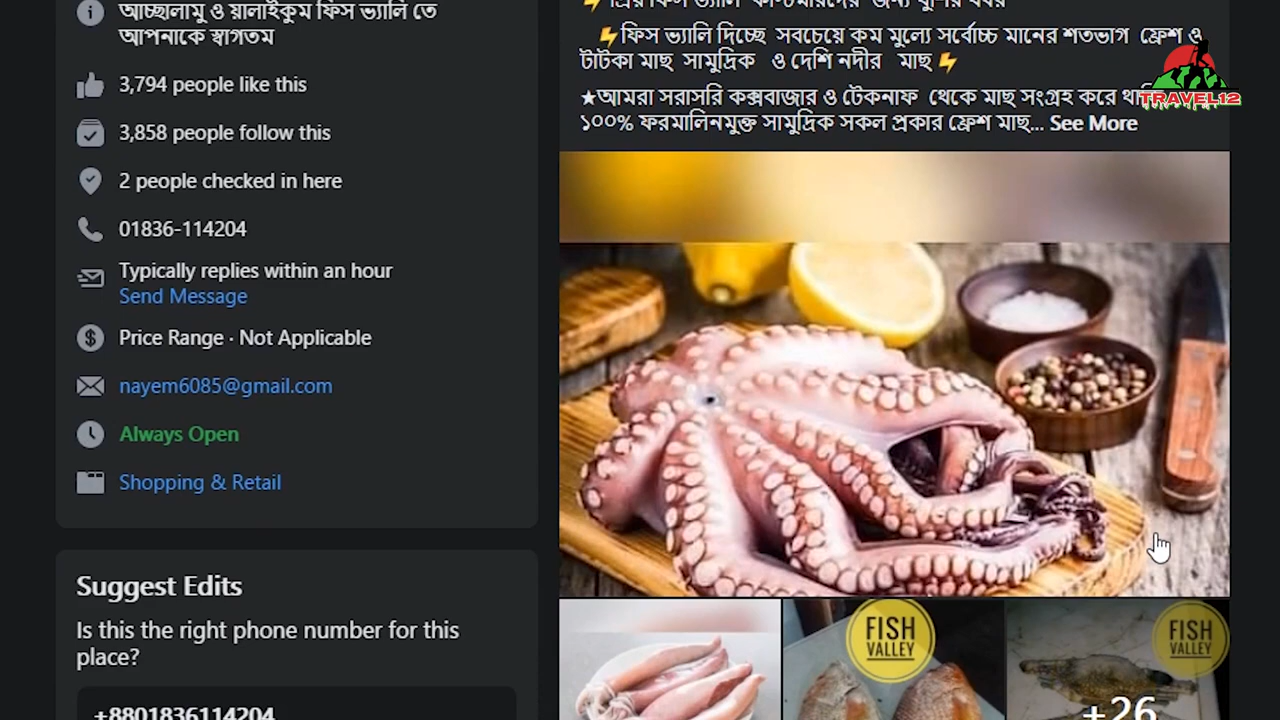 আচ্ছালামু ও য়ালাইকুম ফিস ভ্যালি তে
আপনাকে স্বাগতম
3,794 people like this
3,858 people follow this
2 people checked in here
01836-114204
Typically replies within an hour
Send Message
Price Range · Not Applicable
nayem6085@gmail.com
Always Open
Shopping & Retail
Suggest Edits
Is this the right phone number for this
place?
+8801836114204
⚡ফিস ভ্যালি দিচ্ছে সবচেয়ে কম মুল্যে সর্বোচ্চ মানের শতভাগ ফ্রেশ ও
টাটকা মাছ সামুদ্রিক ও দেশি নদীর মাছ⚡
★আমরা সরাসরি কক্সবাজার ও টেকনাফ থেকে মাছ সংগ্রহ করে
১০০% ফরমালিনমুক্ত সামুদ্রিক সকল প্রকার ফ্রেশ মাছ... See More
TRAVEL12
FISH
VALLEY
FISH
VALLEY
+26